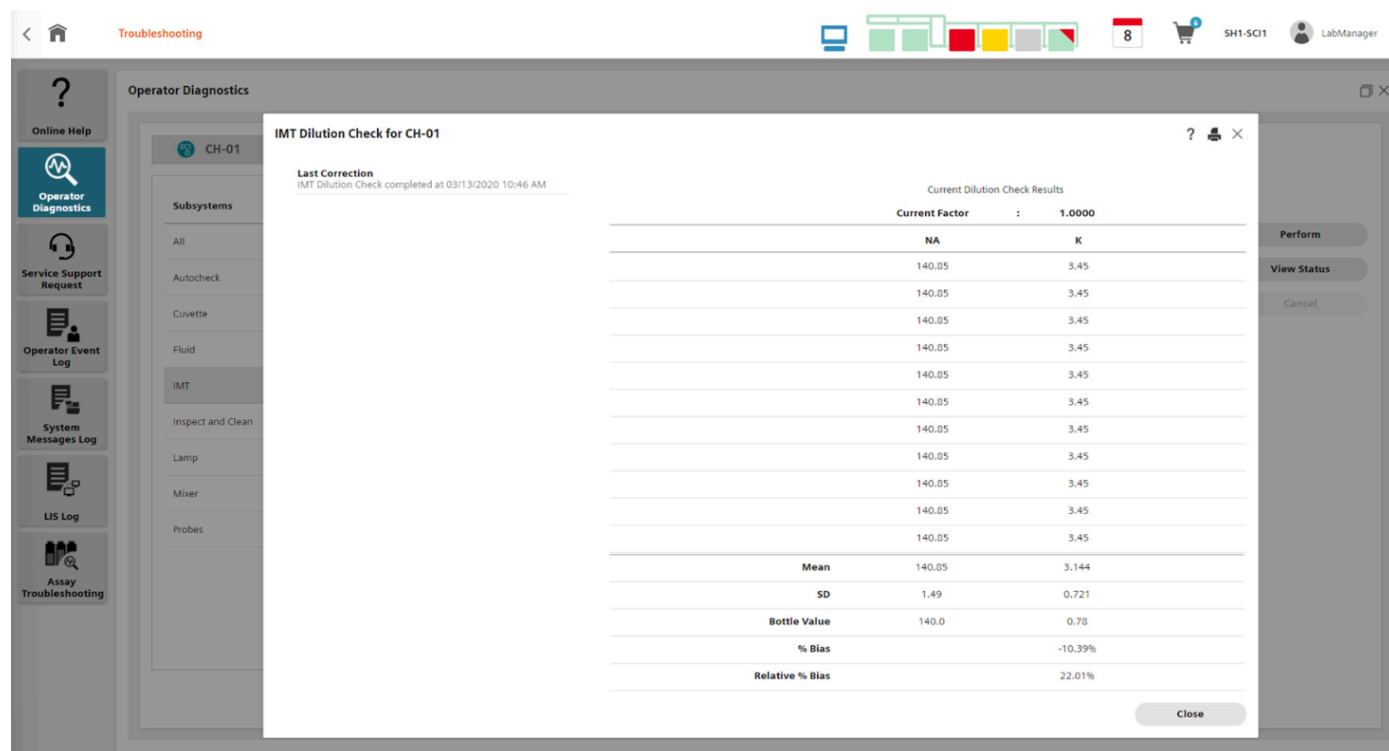 Troubleshooting
8
6
SH1-SCI1
LabManager
?
Online Help
Operator
Diagnostics
Service Support
Request
Operator Event
Log
System
Messages Log
LIS Log
Assay
Troubleshooting
Operator Diagnostics
CH-01
Subsystems
All
Autocheck
Cuvette
Fluid
IMT
Inspect and Clean
Lamp
Mixer
Probes
IMT Dilution Check for CH-01
?
Last Correction
IMT Dilution Check completed at 03/13/2020 10:46 AM
Current Dilution Check Results
Current Factor : 1.0000
NA K
140.85 3.45
140.85 3.45
140.85 3.45
140.85 3.45
140.85 3.45
140.85 3.45
140.85 3.45
140.85 3.45
140.85 3.45
140.85 3.45
140.85 3.45
Mean 140.85 3.144
SD 1.49 0.721
Bottle Value 140.0 0.78
% Bias -10.39%
Relative % Bias 22.01%
Close
Perform
View Status
Cancel